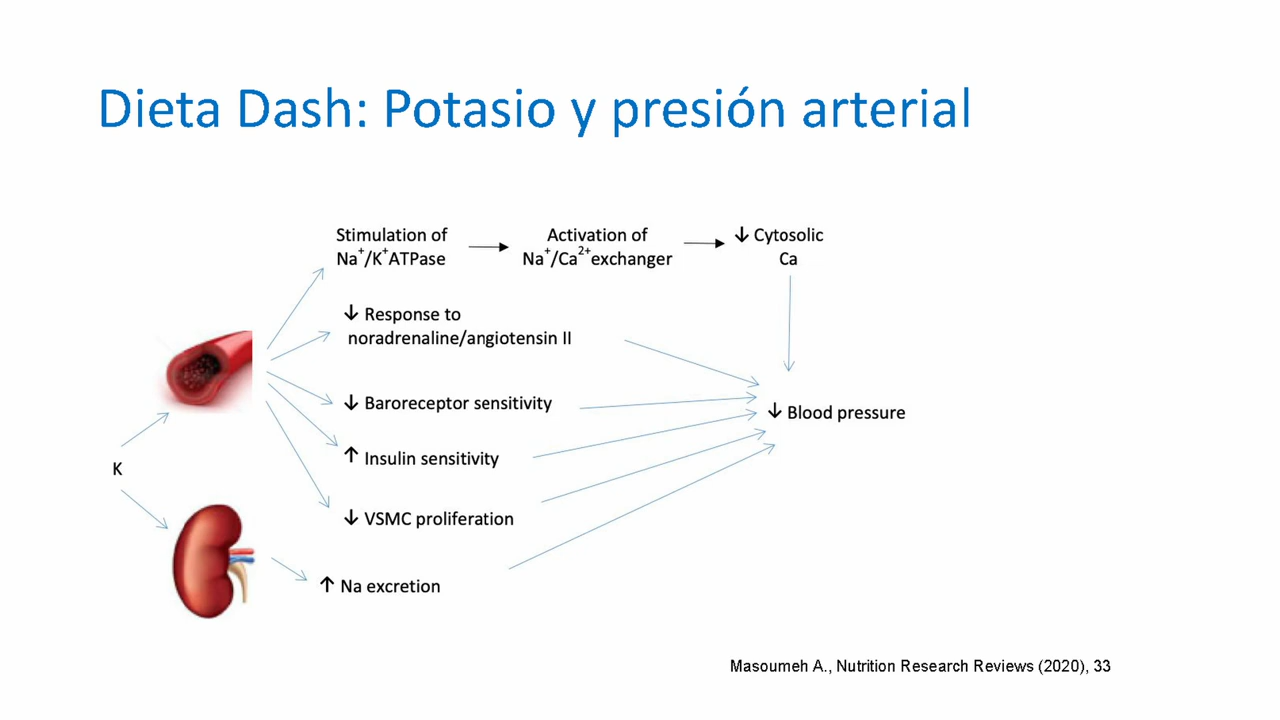 Dieta Dash: Potasio y presión arterial
Stimulation of
Na+/K+ATPase
Activation of
Na+/Ca2+exchanger
↓ Cytosolic
Ca
↓ Response to
noradrenaline/angiotensin II
↓ Baroreceptor sensitivity
↓ Blood pressure
↑ Insulin sensitivity
K
↓ VSMC proliferation
↑ Na excretion
Masoumeh A., Nutrition Research Reviews (2020), 33